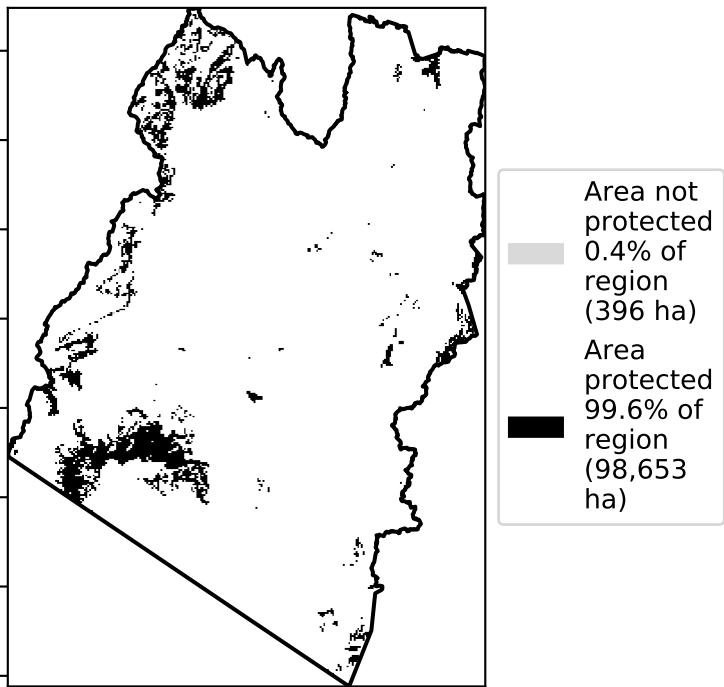 Area not
protected
0.4% of
region
(396 ha)
Area
protected
99.6% of
region
(98,653
ha)